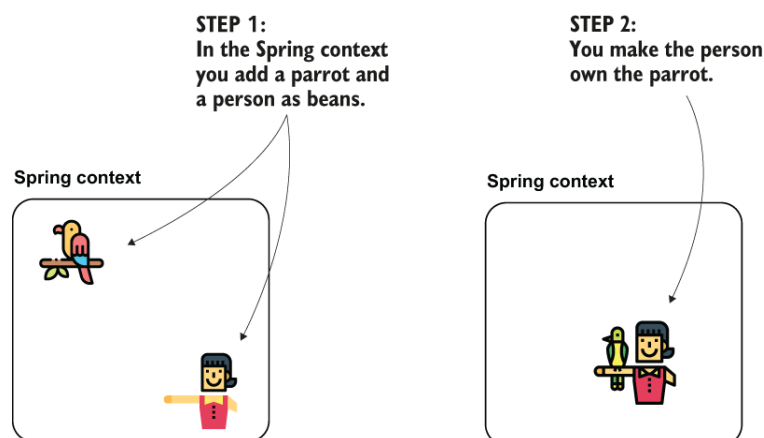 STEP 1:
In the Spring context
you add a parrot and
a person as beans.
STEP 2:
You make the person
own the parrot.
Spring context
Spring context